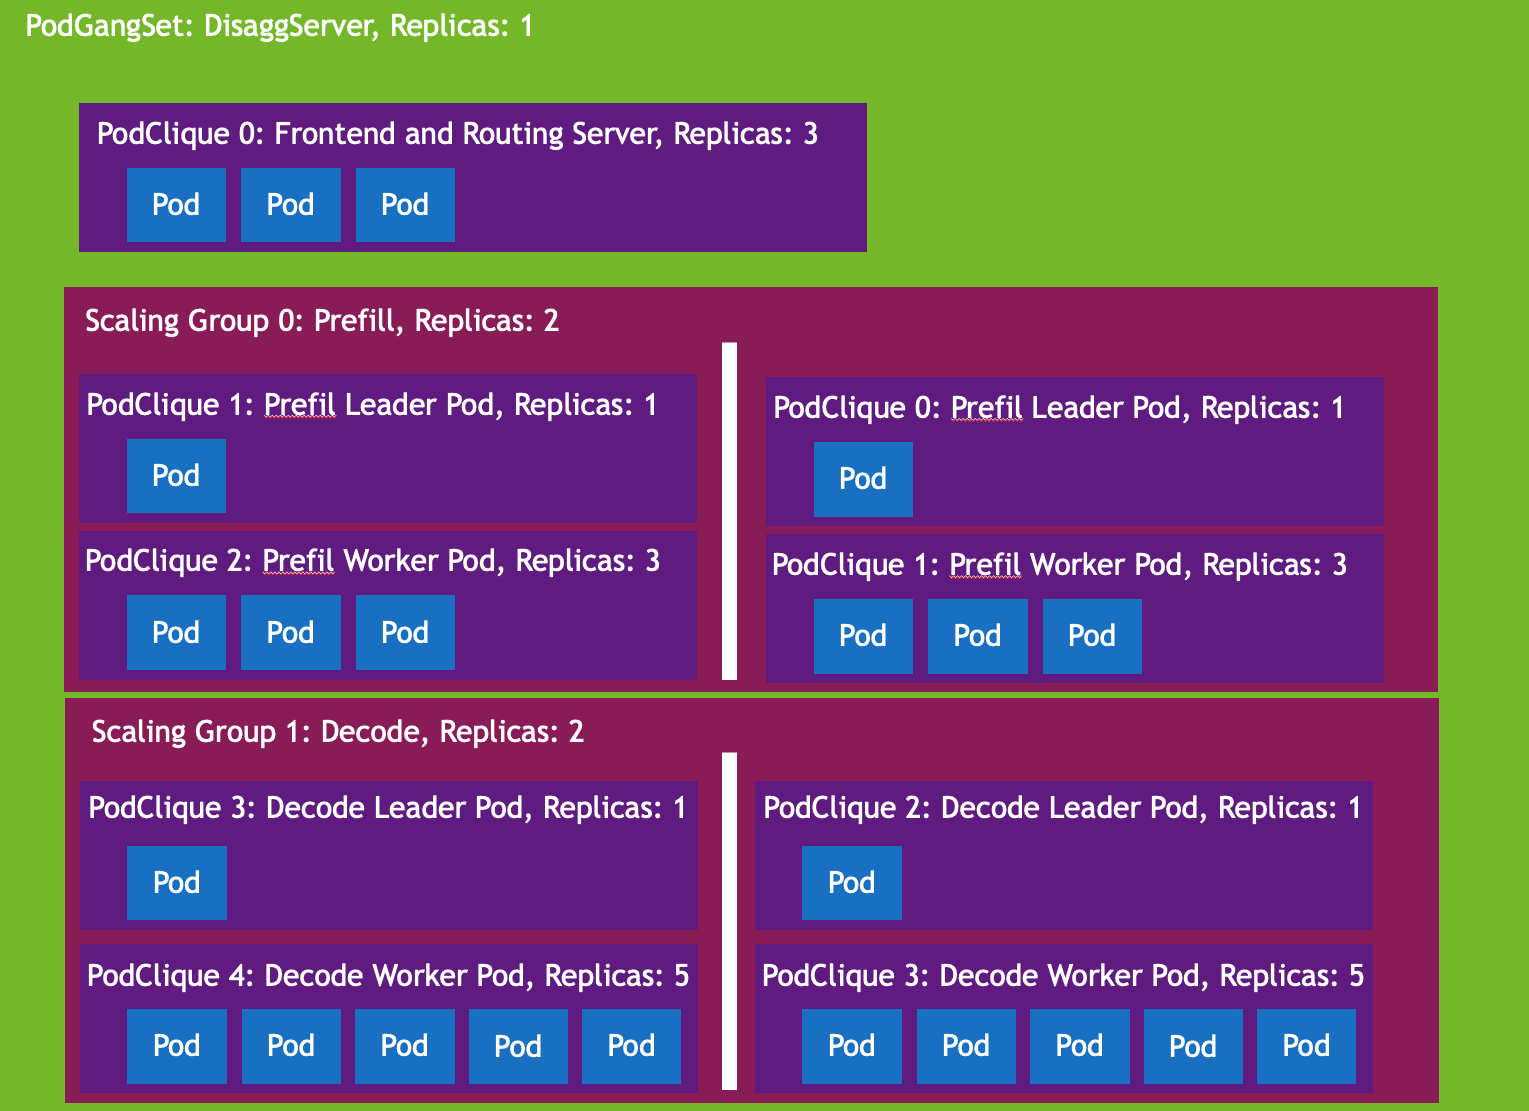 PodGangSet: DisaggServer, Replicas: 1
PodClique 0: Frontend and Routing Server, Replicas: 3
Pod Pod Pod
Scaling Group 0: Prefill, Replicas: 2
PodClique 1: Prefil Leader Pod, Replicas: 1
Pod
PodClique 2: Prefil Worker Pod, Replicas: 3
Pod Pod Pod
PodClique 0: Prefil Leader Pod, Replicas: 1
Pod
PodClique 1: Prefil Worker Pod, Replicas: 3
Pod Pod Pod
Scaling Group 1: Decode, Replicas: 2
PodClique 3: Decode Leader Pod, Replicas: 1
Pod
PodClique 4: Decode Worker Pod, Replicas: 5
Pod Pod Pod Pod Pod
PodClique 2: Decode Leader Pod, Replicas: 1
Pod
PodClique 3: Decode Worker Pod, Replicas: 5
Pod Pod Pod Pod Pod